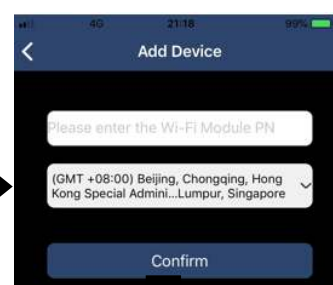 4G 21:18 99%
Add Device
Please enter the Wi-Fi Module PN
(GMT +08:00) Beijing, Chongqing, Hong
Kong Special Admini...Lumpur, Singapore
Confirm